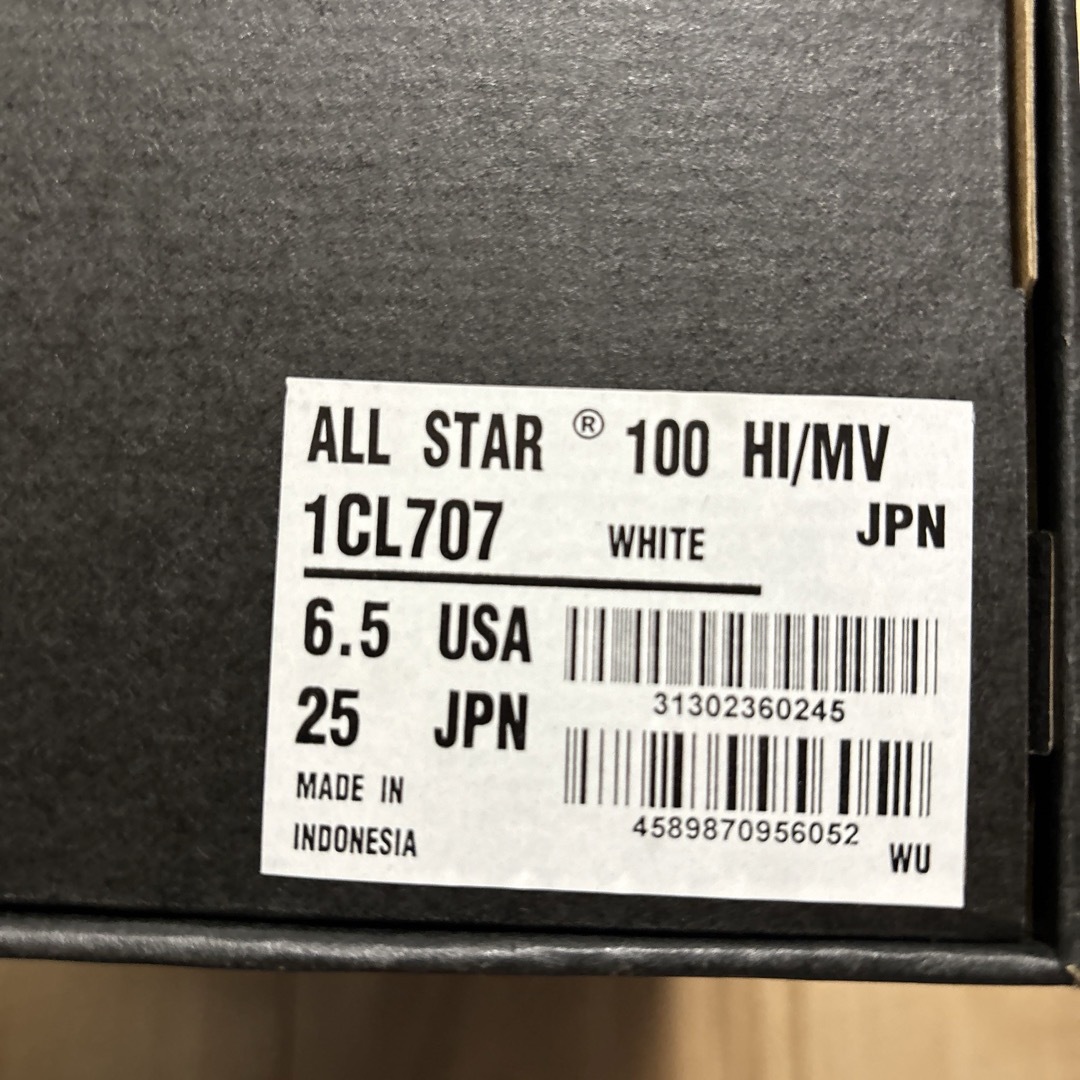 ALL STAR ® 100 HI/MV
1CL707 WHITE JPN
6.5 USA
25 JPN
31302360245
MADE IN
INDONESIA
4589870956052
WU